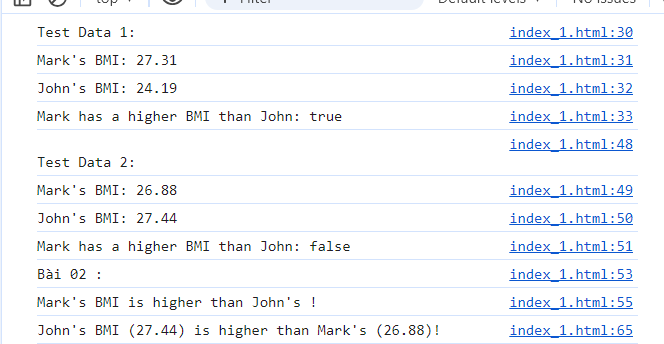 top
Filter
Default levels
No Issues
Test Data 1: index_1.html:30
Mark's BMI: 27.31 index_1.html:31
John's BMI: 24.19 index_1.html:32
Mark has a higher BMI than John: true index_1.html:33
index_1.html:48
Test Data 2:
Mark's BMI: 26.88 index_1.html:49
John's BMI: 27.44 index_1.html:50
Mark has a higher BMI than John: false index_1.html:51
Bài 02 : index_1.html:53
Mark's BMI is higher than John's ! index_1.html:55
John's BMI (27.44) is higher than Mark's (26.88)! index_1.html:65